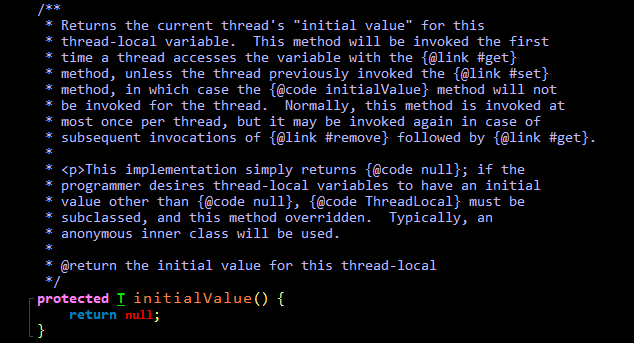 /**
* Returns the current thread's "initial value" for this
* thread-local variable.  This method will be invoked the first
* time a thread accesses the variable with the {@link #get}
* method, unless the thread previously invoked the {@link #set}
* method, in which case the {@code initialValue} method will not
* be invoked for the thread.  Normally, this method is invoked at
* most once per thread, but it may be invoked again in case of
* subsequent invocations of {@link #remove} followed by {@link #get}.
*
* <p>This implementation simply returns {@code null}; if the
* programmer desires thread-local variables to have an initial
* value other than {@code null}, {@code ThreadLocal} must be
* subclassed, and this method overridden.  Typically, an
* anonymous inner class will be used.
*
* @return the initial value for this thread-local
*/
protected T initialValue() {
return null;
}